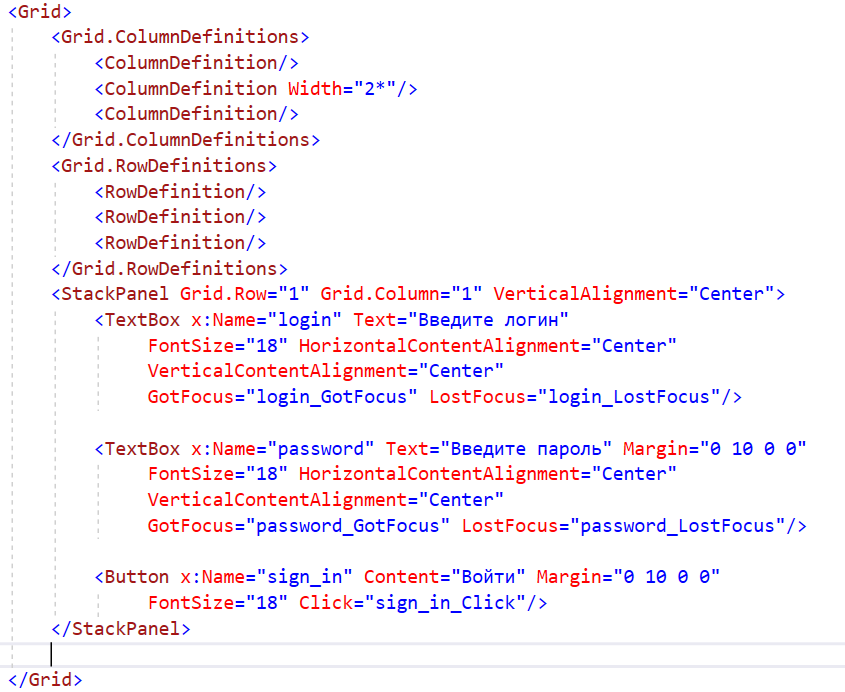 <Grid>
<Grid.ColumnDefinitions>
<ColumnDefinition/>
<ColumnDefinition Width="2*"/>
<ColumnDefinition/>
</Grid.ColumnDefinitions>
<Grid.RowDefinitions>
<RowDefinition/>
<RowDefinition/>
<RowDefinition/>
</Grid.RowDefinitions>
<StackPanel Grid.Row="1" Grid.Column="1" VerticalAlignment="Center">
<TextBox x:Name="login" Text="Введите логин"
FontSize="18" HorizontalContentAlignment="Center"
VerticalContentAlignment="Center"
GotFocus="login_GotFocus" LostFocus="login_LostFocus"/>
<TextBox x:Name="password" Text="Введите пароль" Margin="0 10 0 0"
FontSize="18" HorizontalContentAlignment="Center"
VerticalContentAlignment="Center"
GotFocus="password_GotFocus" LostFocus="password_LostFocus"/>
<Button x:Name="sign_in" Content="Войти" Margin="0 10 0 0"
FontSize="18" Click="sign_in_Click"/>
</StackPanel>
</Grid>